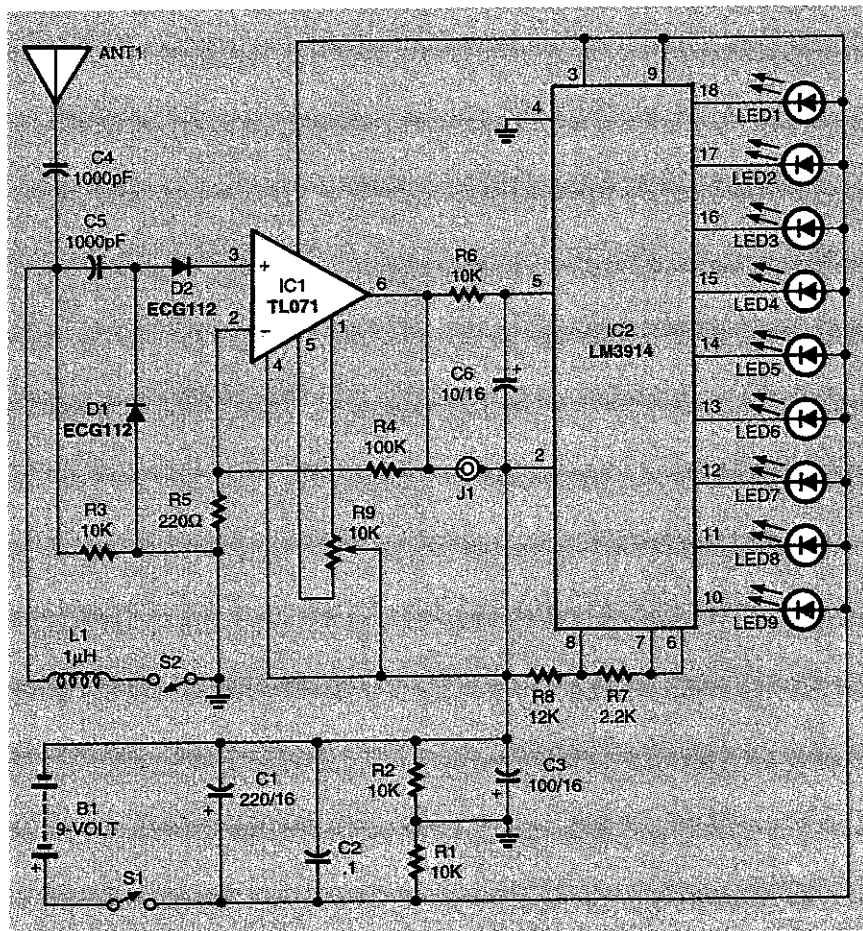 ANT1
C4
1000pF
C5
1000pF
D2
ECG112
D1
ECG112
R3
10K
R5
220Ω
L1
1µH
S2
3
+
2
−
IC1
TL071
6
1
5
4
R6
10K
C6
+
10/16
R4
100K
J1
R9
10K
3
9
4
5
2
IC2
LM3914
8
7
6
18
LED1
17
LED2
16
LED3
15
LED4
14
LED5
13
LED6
12
LED7
11
LED8
10
LED9
R8
12K
R7
2.2K
B1
9-VOLT
+
S1
C1
220/16
+
C2
.1
R2
10K
R1
10K
C3
100/16
+